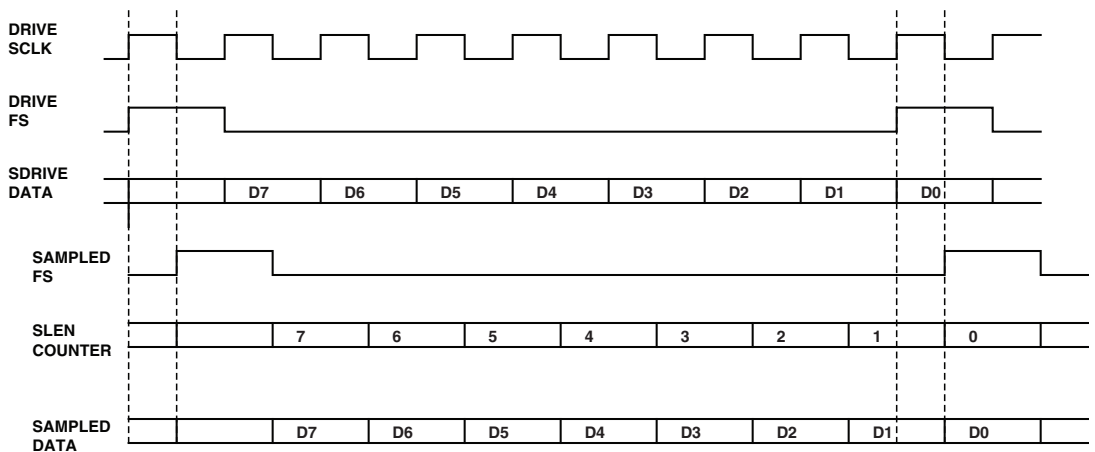 DRIVE
SCLK
DRIVE
FS
SDRIVE
DATA
D7 D6 D5 D4 D3 D2 D1 D0
SAMPLED
FS
SLEN
COUNTER
7 6 5 4 3 2 1 0
SAMPLED
DATA
D7 D6 D5 D4 D3 D2 D1 D0